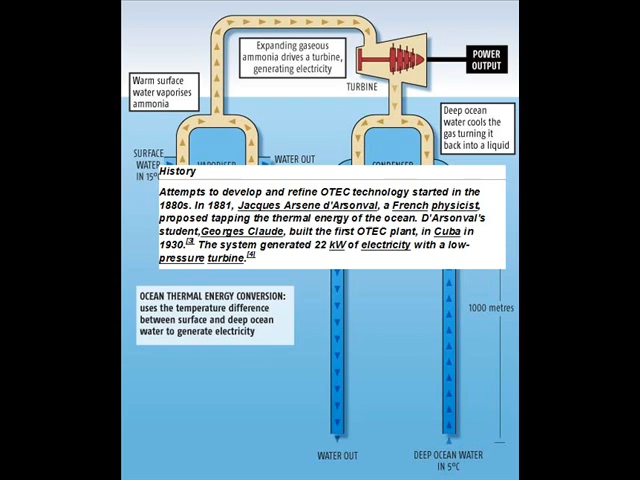 Expanding gaseous
ammonia drives a turbine,
generating electricity
POWER
OUTPUT
TURBINE
Warm surface
water vaporises
ammonia
Deep ocean
water cools the
gas turning it
back into a liquid
SURFACE
WATER
IN 15°
VAPORISER
WATER OUT
CONDENSER
History
Attempts to develop and refine OTEC technology started in the
1880s. In 1881, Jacques Arsene d'Arsonval, a French physicist,
proposed tapping the thermal energy of the ocean. D'Arsonval's
student,Georges Claude, built the first OTEC plant, in Cuba in
1930.[3] The system generated 22 kW of electricity with a low-
pressure turbine.[4]
OCEAN THERMAL ENERGY CONVERSION:
uses the temperature difference
between surface and deep ocean
water to generate electricity
1000 metres
WATER OUT
DEEP OCEAN WATER
IN 5°C